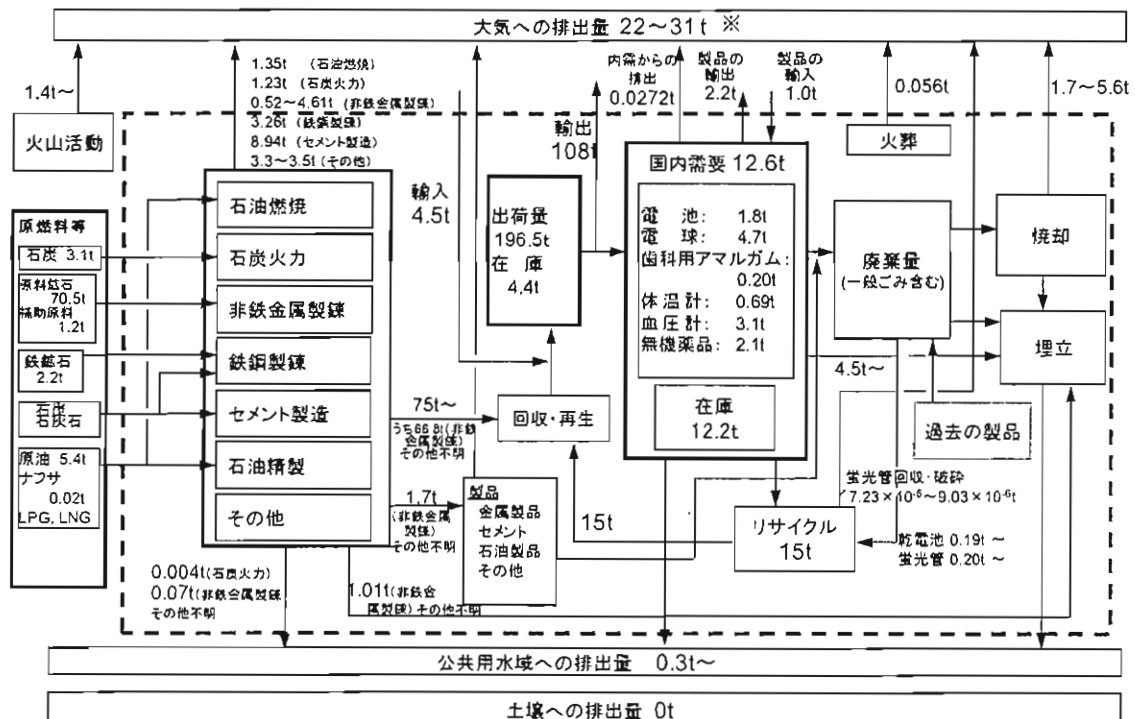 大気への排出量 22〜31t ※
1.4t〜
火山活動
1.35t (石油燃焼)
1.23t (石炭火力)
0.52〜4.61t (非鉄金属製錬)
3.26t (鉄鋼製錬)
8.94t (セメント製造)
3.3〜3.5t (その他)
輸入
4.5t
輸出
108t
内需からの
排出
0.0272t
製品の
輸出
2.2t
製品の
輸入
1.0t
0.056t
火葬
1.7〜5.6t
原燃料等
石炭 3.1t
原料鉱石
70.5t
補助原料
1.2t
鉄鉱石
2.2t
石炭
石灰石
原油 5.4t
ナフサ
0.02t
LPG, LNG
石油燃焼
石炭火力
非鉄金属製錬
鉄鋼製錬
セメント製造
石油精製
その他
出荷量
196.5t
在庫
4.4t
国内需要 12.6t
電池: 1.8t
電球: 4.7t
歯科用アマルガム:
0.20t
体温計: 0.69t
血圧計: 3.1t
無機薬品: 2.1t
在庫
12.2t
廃棄量
(一般ごみ含む)
焼却
埋立
4.5t〜
過去の製品
75t〜
うち66.8t(非鉄
金属製錬)
その他不明
回収・再生
1.7t
(非鉄金属
製錬)
その他不明
製品
金属製品
セメント
石油製品
その他
15t
リサイクル
15t
蛍光管回収・破砕
7.23×10⁻⁶〜9.03×10⁻⁶t
乾電池 0.19t〜
蛍光管 0.20t〜
0.004t(石炭火力)
0.07t(非鉄金属製錬
その他不明
1.01t(非鉄金
属製錬) その他不明
公共用水域への排出量 0.3t〜
土壌への排出量 0t